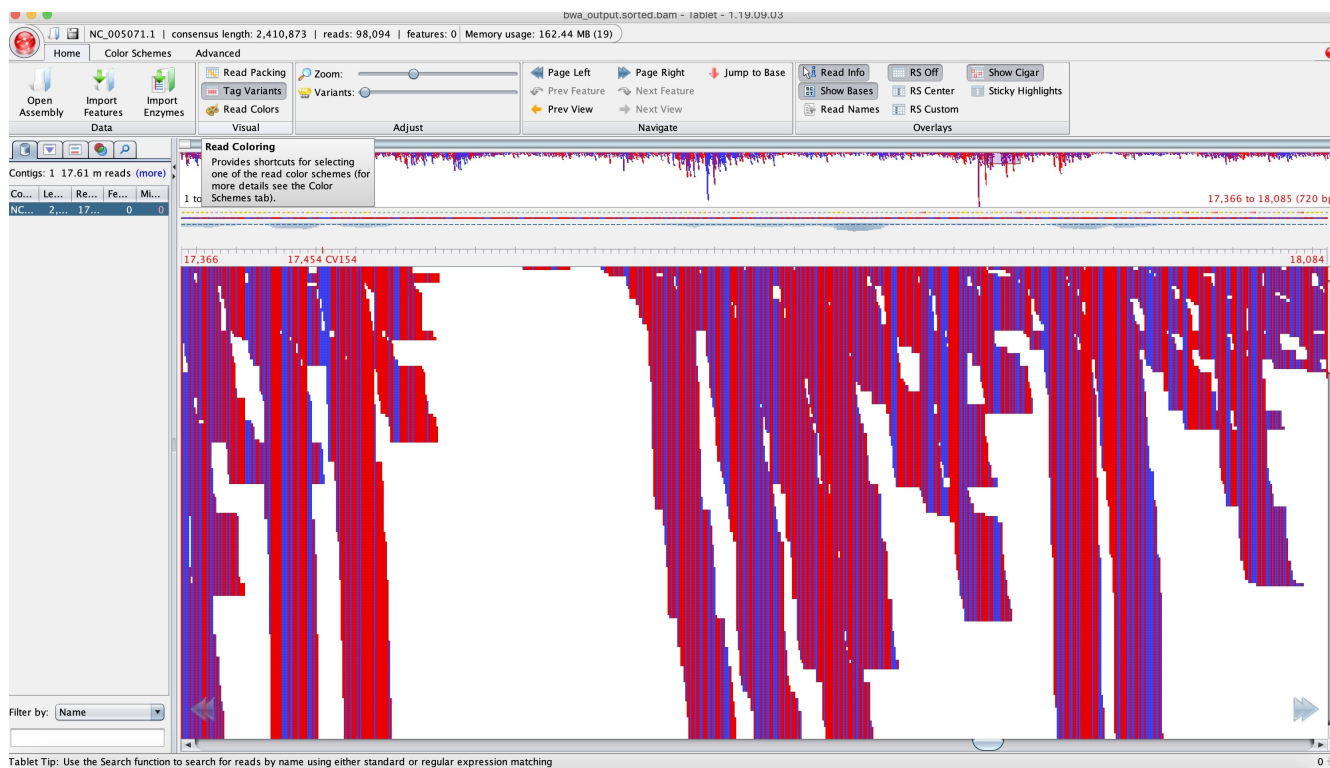 bwa_output.sorted.bam - Tablet - 1.19.09.03
NC_005071.1 | consensus length: 2,410,873 | reads: 98,094 | features: 0 Memory usage: 162.44 MB (19)
Home Color Schemes Advanced
Read Packing Zoom: Page Left Page Right Jump to Base Read Info RS Off Show Cigar
Open Assembly Import Features Import Enzymes Tag Variants Variants: Prev Feature Next Feature Show Bases RS Center Sticky Highlights
Read Colors Prev View Next View Read Names RS Custom
Data Visual Adjust Navigate Overlays
Read Coloring
Provides shortcuts for selecting
one of the read color schemes (for
more details see the Color
Schemes tab).
Contigs: 1 17.61 m reads (more)
Co... Le... Re... Fe... Mi...
NC... 2,... 17... 0 0
1 to
17,366 to 18,085 (720 bp
17,366 17,454 CV154 18,084
Filter by: Name
Tablet Tip: Use the Search function to search for reads by name using either standard or regular expression matching 0